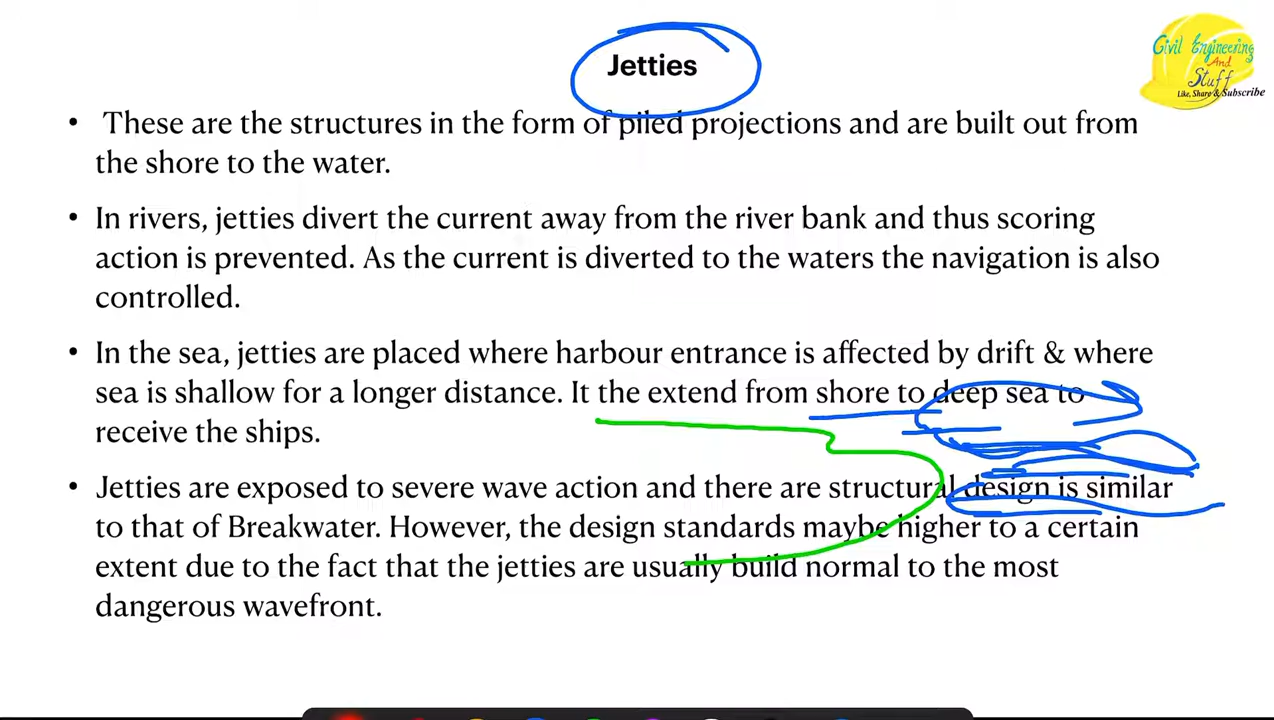 Jetties
Civil Engineering
And
Stuff
Like, Share & Subscribe
• These are the structures in the form of piled projections and are built out from
the shore to the water.
• In rivers, jetties divert the current away from the river bank and thus scoring
action is prevented. As the current is diverted to the waters the navigation is also
controlled.
• In the sea, jetties are placed where harbour entrance is affected by drift & where
sea is shallow for a longer distance. It the extend from shore to deep sea to
receive the ships.
• Jetties are exposed to severe wave action and there are structural design is similar
to that of Breakwater. However, the design standards maybe higher to a certain
extent due to the fact that the jetties are usually build normal to the most
dangerous wavefront.